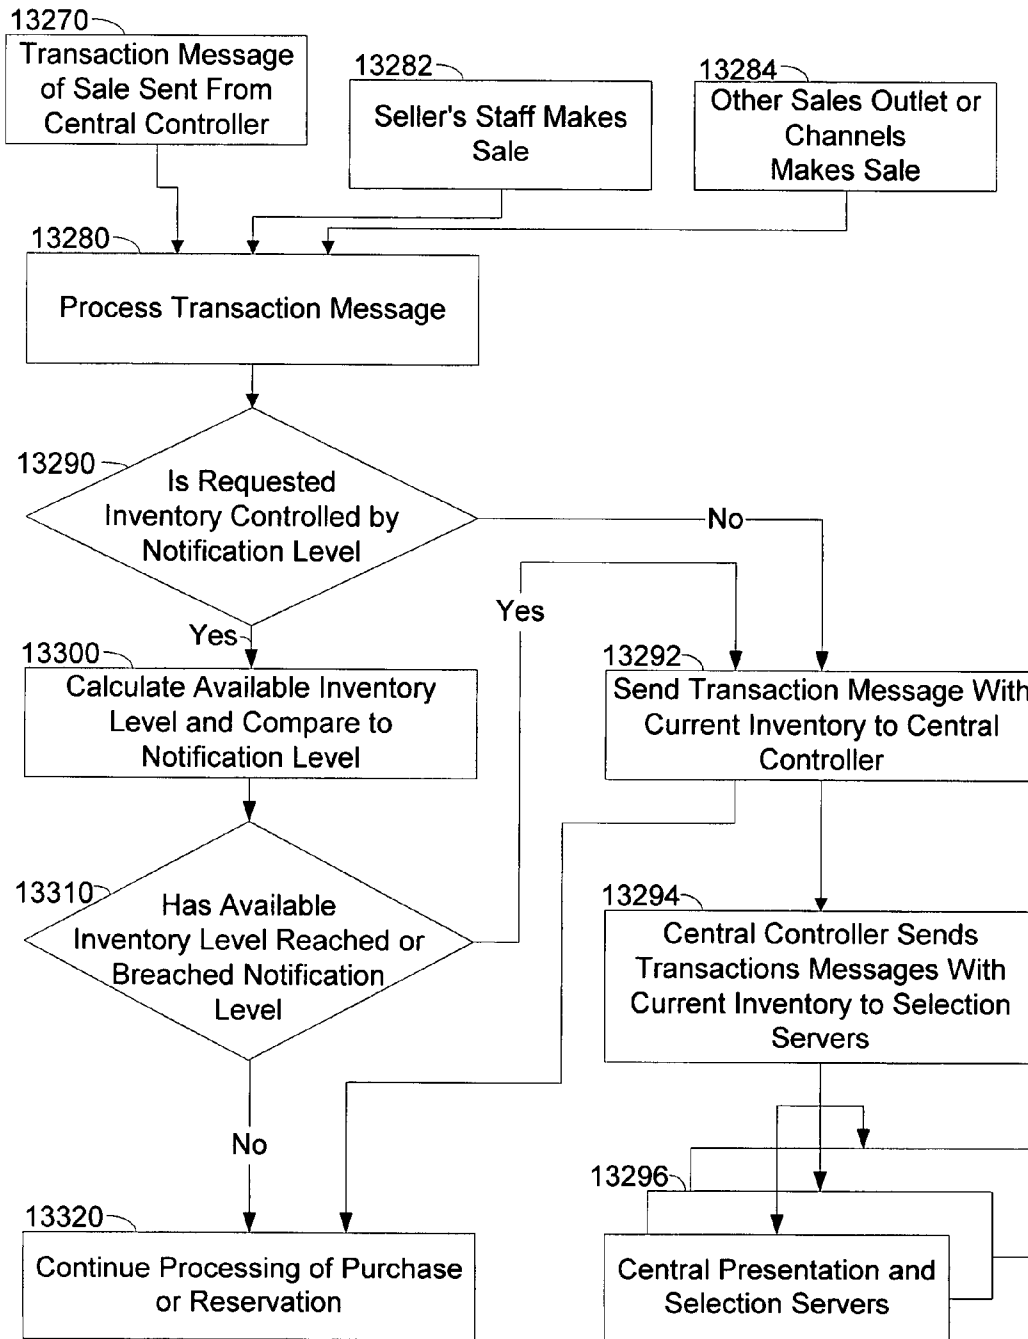 13270
Transaction Message
of Sale Sent From
Central Controller
13282
Seller's Staff Makes
Sale
13284
Other Sales Outlet or
Channels
Makes Sale
13280
Process Transaction Message
13290
Is Requested
Inventory Controlled by
Notification Level
No
Yes
Yes
13300
Calculate Available Inventory
Level and Compare to
Notification Level
13292
Send Transaction Message With
Current Inventory to Central
Controller
13310
Has Available
Inventory Level Reached or
Breached Notification
Level
13294
Central Controller Sends
Transactions Messages With
Current Inventory to Selection
Servers
No
13296
Central Presentation and
Selection Servers
13320
Continue Processing of Purchase
or Reservation